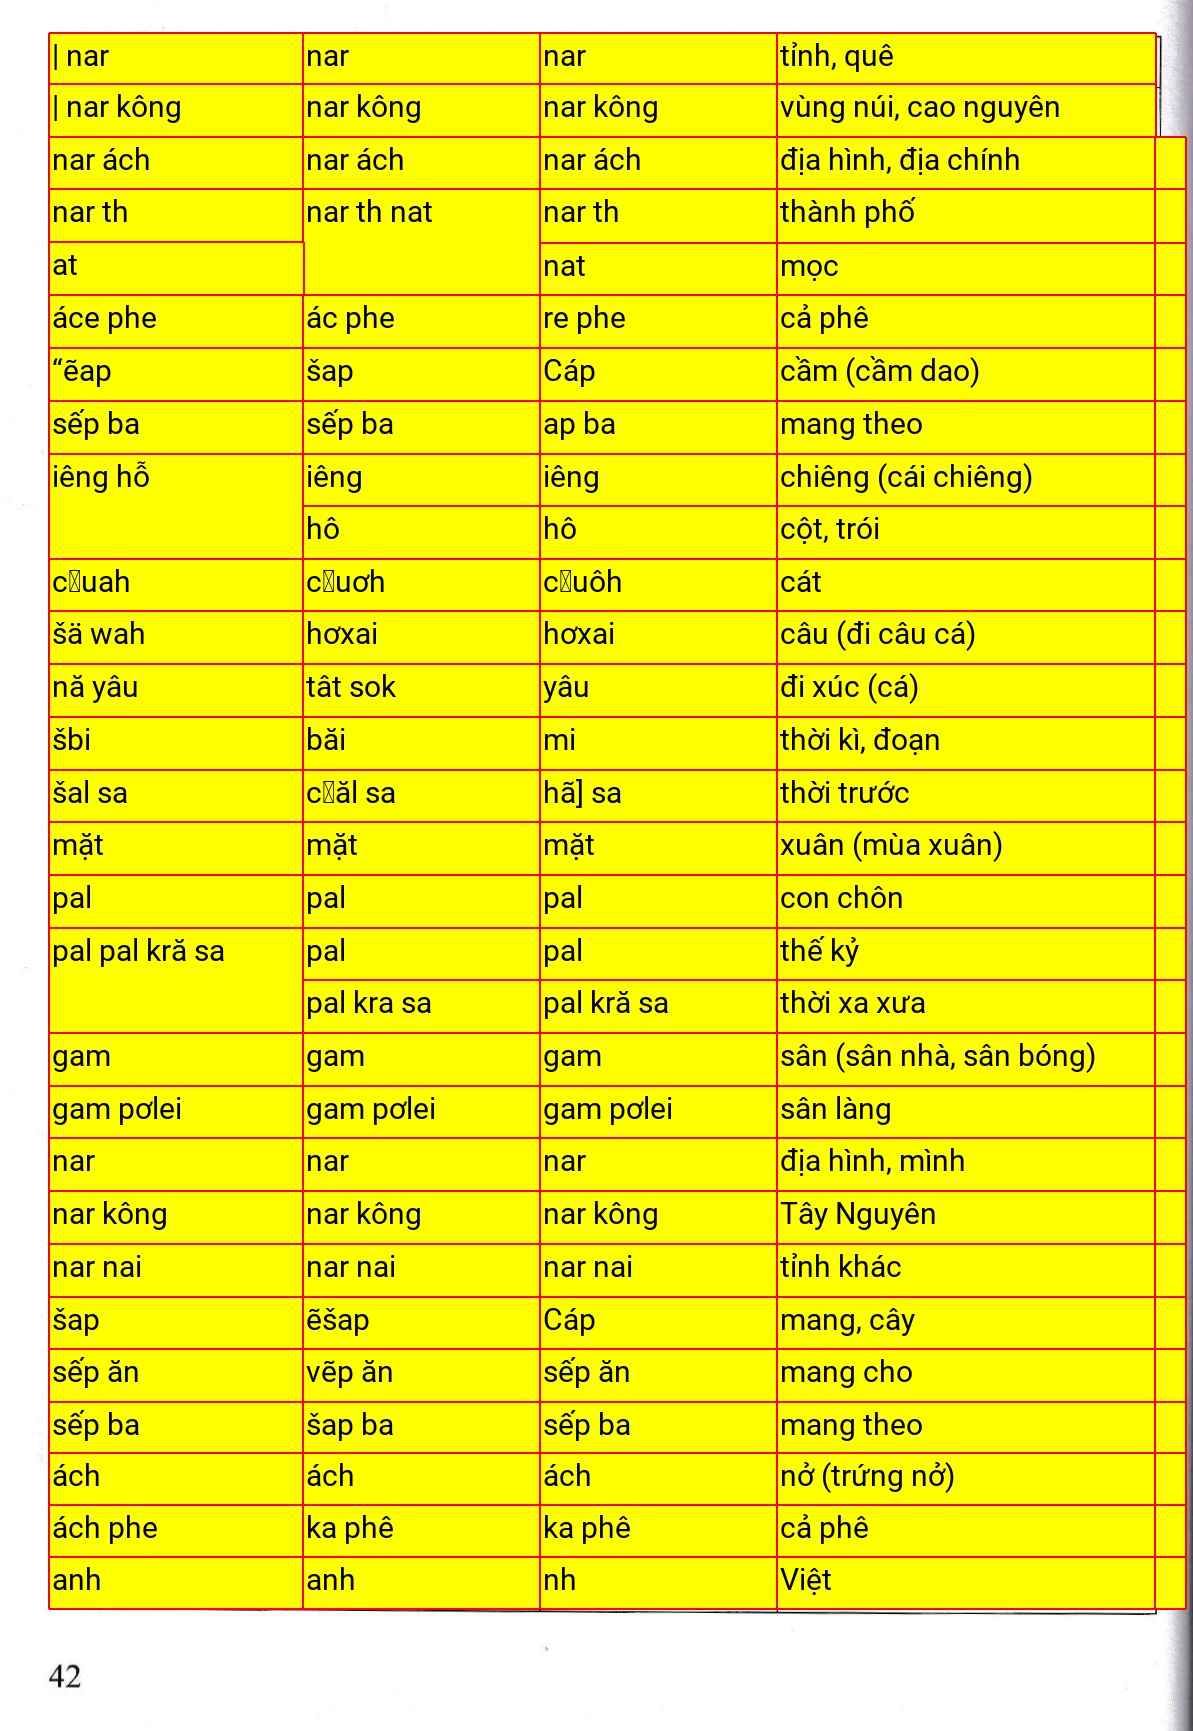 | nar nar nar tỉnh, quê
| nar kông nar kông nar kông vùng núi, cao nguyên
nar ách nar ách nar ách địa hình, địa chính
nar th nar th nat nar th thành phố
at nat mọc
áce phe ác phe re phe cả phê
“ẽap šap Cáp cầm (cầm dao)
sếp ba sếp ba ap ba mang theo
iêng hỗ iêng iêng chiêng (cái chiêng)
hô hô cột, trói
c▯uah c▯uơh c▯uôh cát
šä wah hơxai hơxai câu (đi câu cá)
nă yâu tât sok yâu đi xúc (cá)
šbi băi mi thời kì, đoạn
šal sa c▯ăl sa hã] sa thời trước
mặt mặt mặt xuân (mùa xuân)
pal pal pal con chôn
pal pal kră sa pal pal thế kỷ
pal kra sa pal kră sa thời xa xưa
gam gam gam sân (sân nhà, sân bóng)
gam pơlei gam pơlei gam pơlei sân làng
nar nar nar địa hình, mình
nar kông nar kông nar kông Tây Nguyên
nar nai nar nai nar nai tỉnh khác
šap ẽšap Cáp mang, cây
sếp ăn vẽp ăn sếp ăn mang cho
sếp ba šap ba sếp ba mang theo
ách ách ách nở (trứng nở)
ách phe ka phê ka phê cả phê
anh anh nh Việt
42